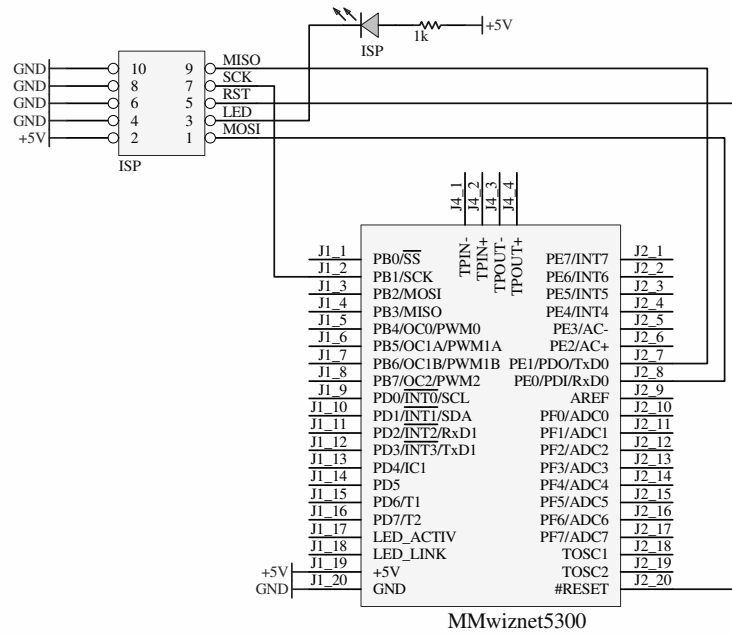 +5V
1k
ISP
MISO
GND 10 9
SCK
GND 8 7
RST
GND 6 5
LED
GND 4 3
MOSI
+5V 2 1
ISP
J4_1 J4_2 J4_3 J4_4
TPIN- TPIN+ TPOUT- TPOUT+
J1_1 PB0/SS PE7/INT7 J2_1
J1_2 PB1/SCK PE6/INT6 J2_2
J1_3 PB2/MOSI PE5/INT5 J2_3
J1_4 PB3/MISO PE4/INT4 J2_4
J1_5 PB4/OC0/PWM0 PE3/AC- J2_5
J1_6 PB5/OC1A/PWM1A PE2/AC+ J2_6
J1_7 PB6/OC1B/PWM1B PE1/PDO/TxD0 J2_7
J1_8 PB7/OC2/PWM2 PE0/PDI/RxD0 J2_8
J1_9 PD0/INT0/SCL AREF J2_9
J1_10 PD1/INT1/SDA PF0/ADC0 J2_10
J1_11 PD2/INT2/RxD1 PF1/ADC1 J2_11
J1_12 PD3/INT3/TxD1 PF2/ADC2 J2_12
J1_13 PD4/IC1 PF3/ADC3 J2_13
J1_14 PD5 PF4/ADC4 J2_14
J1_15 PD6/T1 PF5/ADC5 J2_15
J1_16 PD7/T2 PF6/ADC6 J2_16
J1_17 LED_ACTIV PF7/ADC7 J2_17
J1_18 LED_LINK TOSC1 J2_18
+5V J1_19 +5V TOSC2 J2_19
GND J1_20 GND #RESET J2_20
MMwiznet5300